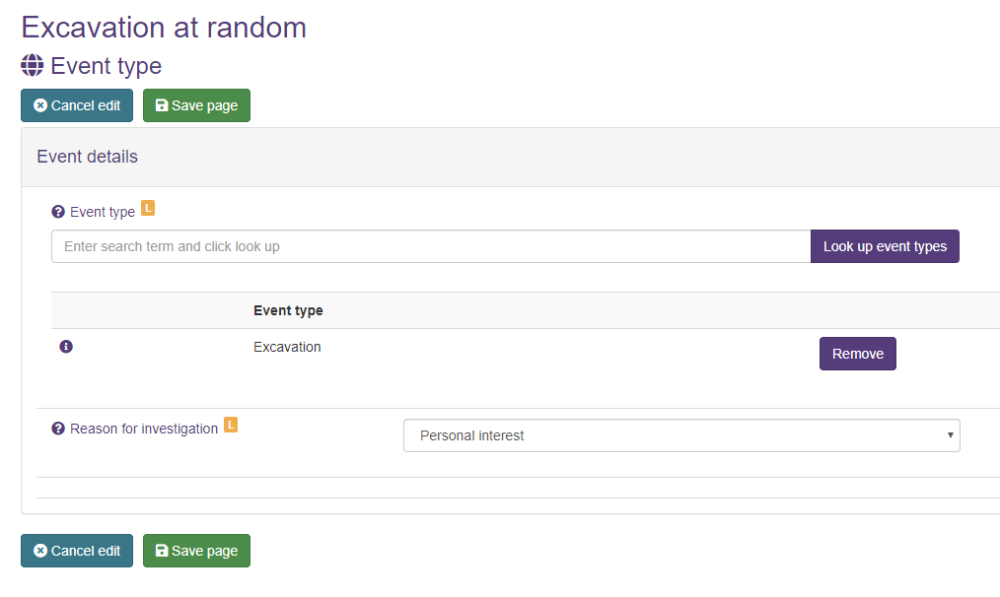 Excavation at random
Event type
Cancel edit Save page
Event details
Event type L
Enter search term and click look up Look up event types
Event type
Excavation Remove
Reason for investigation L Personal interest
Cancel edit Save page